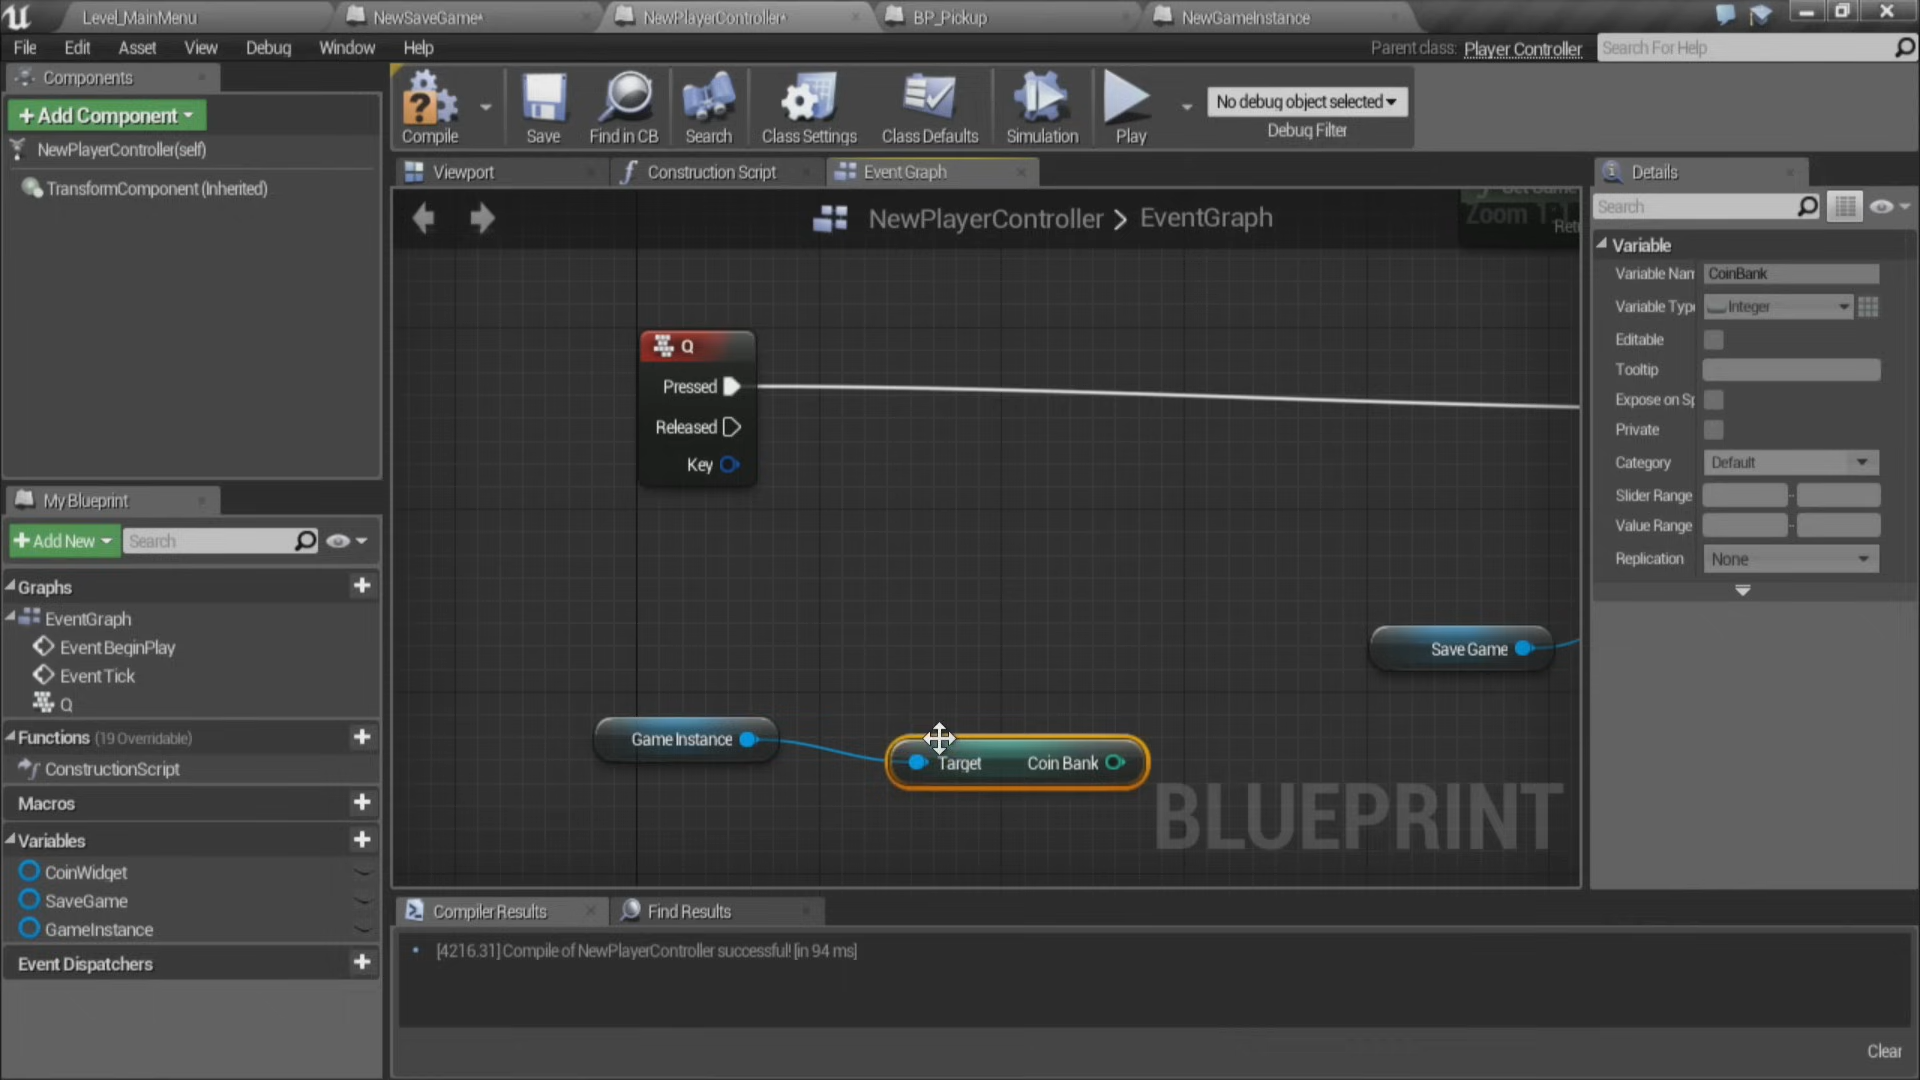 Level_MainMenu
NewSaveGame*
NewPlayerController*
BP_Pickup
NewGameInstance
File Edit Asset View Debug Window Help
Parent class: Player Controller
Search For Help
Components
+Add Component
NewPlayerController(self)
TransformComponent (Inherited)
Compile
Save
Find in CB
Search
Class Settings
Class Defaults
Simulation
Play
No debug object selected
Debug Filter
Viewport
Construction Script
Event Graph
NewPlayerController > EventGraph
Zoom 1:1
Q
Pressed
Released
Key
Save Game
Game Instance
Target Coin Bank
BLUEPRINT
My Blueprint
+Add New
Search
Graphs
EventGraph
Event BeginPlay
Event Tick
Q
Functions (19 Overridable)
ConstructionScript
Macros
Variables
CoinWidget
SaveGame
GameInstance
Event Dispatchers
Details
Search
Variable
Variable Nam CoinBank
Variable Type Integer
Editable
Tooltip
Expose on Sp
Private
Category Default
Slider Range
Value Range
Replication None
Compiler Results
Find Results
[4216.31] Compile of NewPlayerController successful! [in 94 ms]
Clear